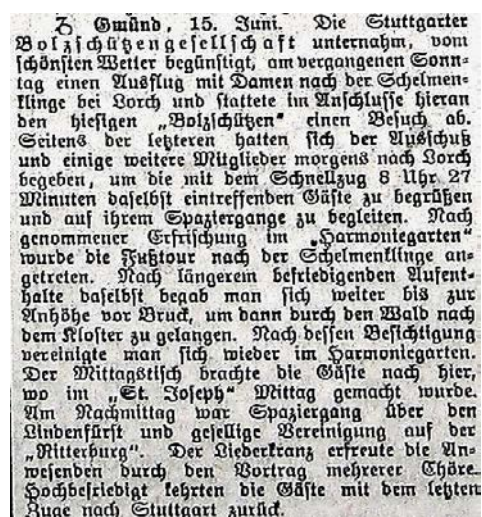 Gmünd, 15. Juni. Die Stuttgarter
Bolzschützengesellschaft unternahm, vom
schönsten Wetter begünstigt, am vergangenen Sonn-
tag einen Ausflug mit Damen nach der Schelmen-
klinge bei Lorch und stattete im Anschlusse hieran
den hiesigen „Bolzschützen" einen Besuch ab.
Seitens der letzteren hatten sich der Ausschuß
und einige weitere Mitglieder morgens nach Lorch
begeben, um die mit dem Schnellzug 8 Uhr 27
Minuten daselbst eintreffenden Gäste zu begrüßen
und auf ihrem Spaziergange zu begleiten. Nach
genommener Erfrischung im „Harmoniegarten"
wurde die Fußtour nach der Schelmenklinge an-
getreten. Nach längerem befriedigenden Aufent-
halte daselbst begab man sich weiter bis zur
Anhöhe vor Bruck, um dann durch den Wald nach
dem Kloster zu gelangen. Nach dessen Besichtigung
vereinigte man sich wieder im Harmoniegarten.
Der Mittagstisch brachte die Gäste nach hier,
wo im „St. Joseph" Mittag gemacht wurde.
Am Nachmittag war Spaziergang über den
Lindenfürst und gesellige Vereinigung auf der
„Ritterburg". Der Liederkranz erfreute die An-
wesenden durch den Vortrag mehrerer Chöre.
Hochbefriedigt kehrten die Gäste mit dem letzten
Zuge nach Stuttgart zurück.